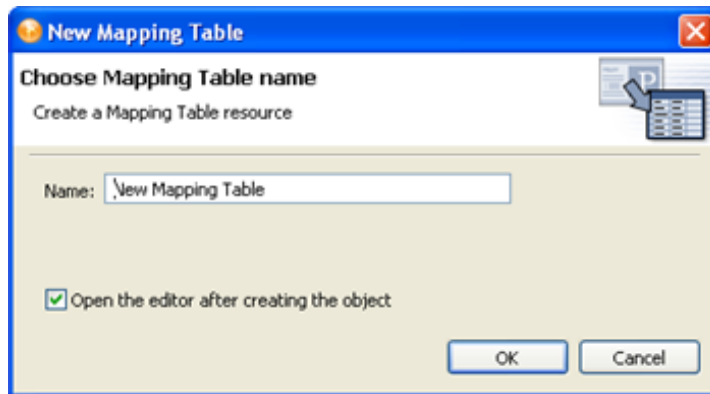 New Mapping Table
Choose Mapping Table name
Create a Mapping Table resource
P
Name: New Mapping Table
Open the editor after creating the object
OK Cancel